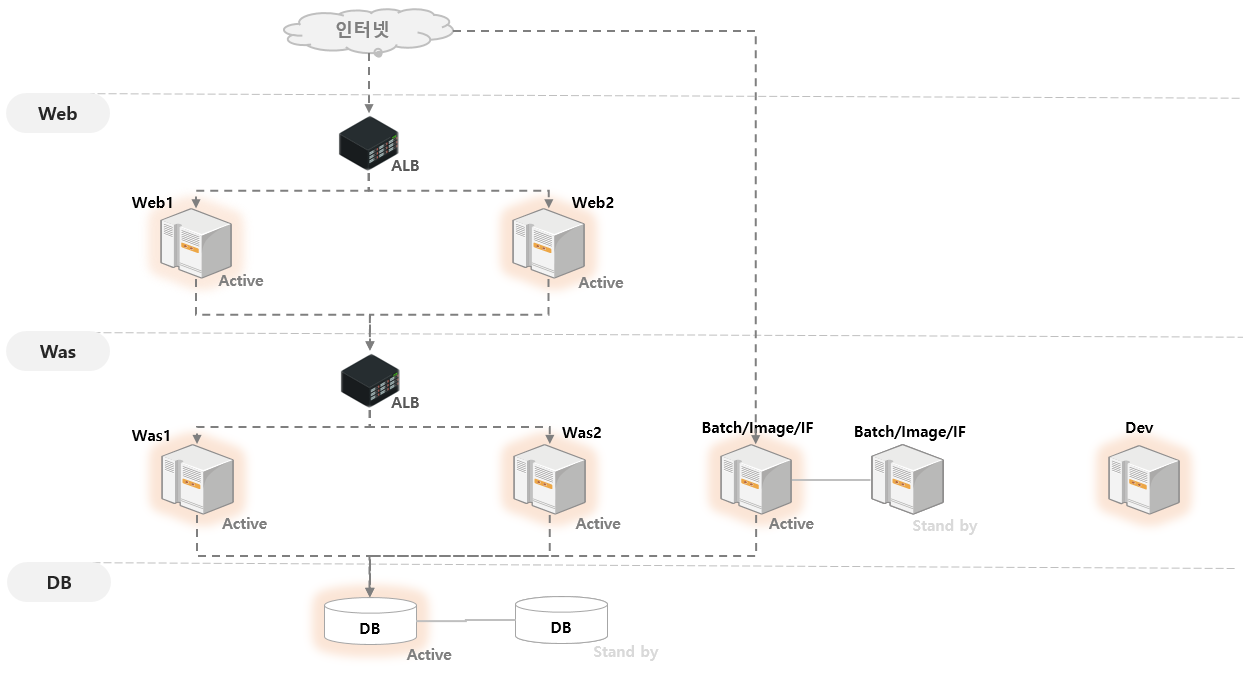 인터넷
Web
ALB
Web1
Web2
Active
Active
Was
ALB
Was1
Was2
Batch/Image/IF
Batch/Image/IF
Dev
Active
Active
Active
Stand by
DB
DB
DB
Active
Stand by